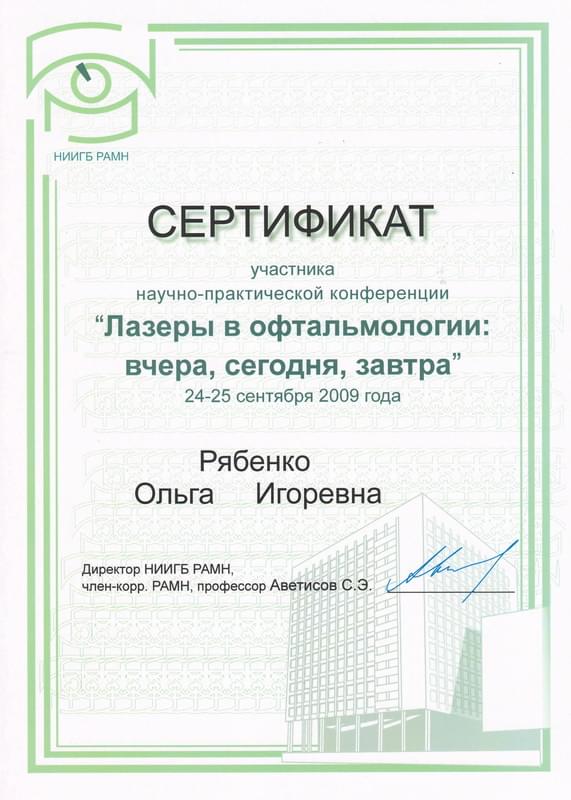 НИИГБ РАМН
СЕРТИФИКАТ
участника
научно-практической конференции
“Лазеры в офтальмологии:
вчера, сегодня, завтра”
24-25 сентября 2009 года
Рябенко
Ольга Игоревна
Директор НИИГБ РАМН,
член-корр. РАМН, профессор Аветисов С.Э.